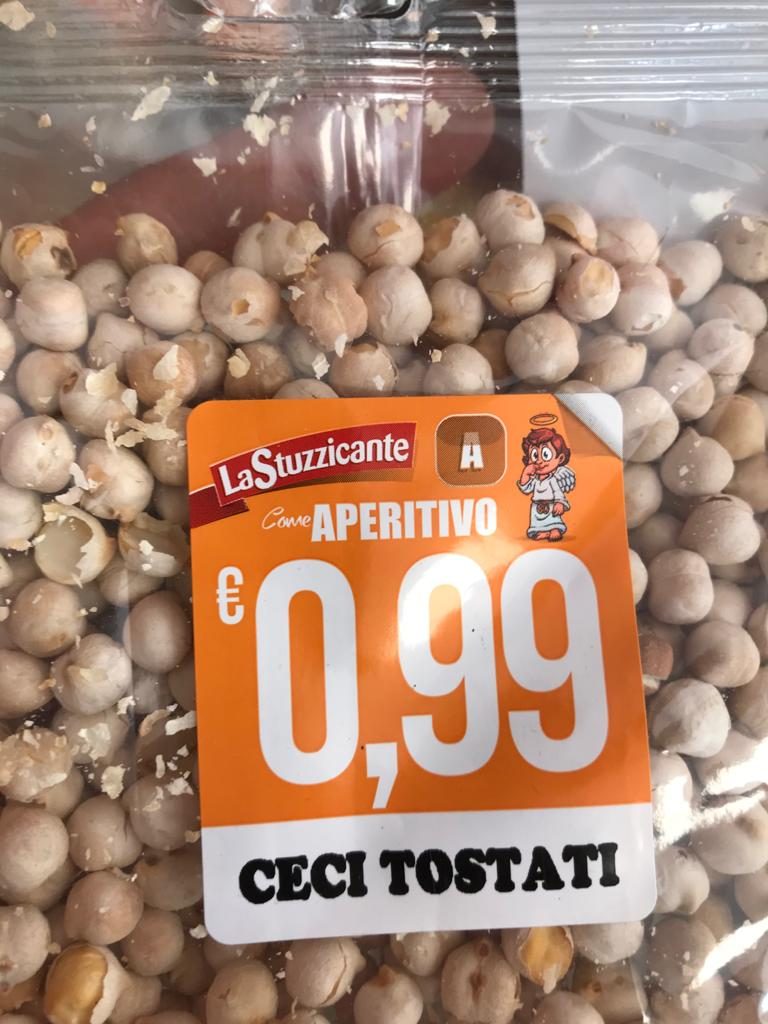 LaStuzzicante
A
Come APERITIVO
€ 0,99
CECI TOSTATI